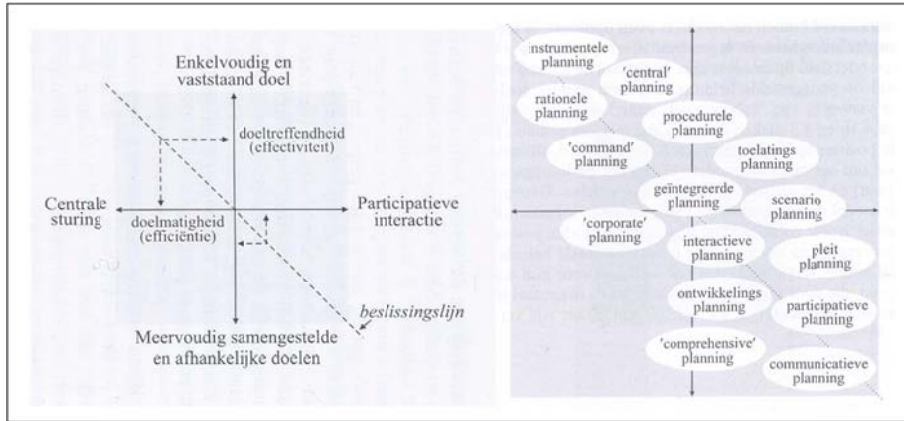 Enkelvoudig en
vaststaand doel
doeltreffendheid
(effectiviteit)
Centrale
sturing
doelmatigheid
(efficiëntie)
Participatieve
interactie
beslissingslijn
Meervoudig samengestelde
en afhankelijke doelen
instrumentele
planning
'central'
planning
rationele
planning
procedurele
planning
'command'
planning
toelatings
planning
geïntegreerde
planning
scenario
planning
'corporate'
planning
interactieve
planning
pleit
planning
ontwikkelings
planning
participatieve
planning
'comprehensive'
planning
communicatieve
planning